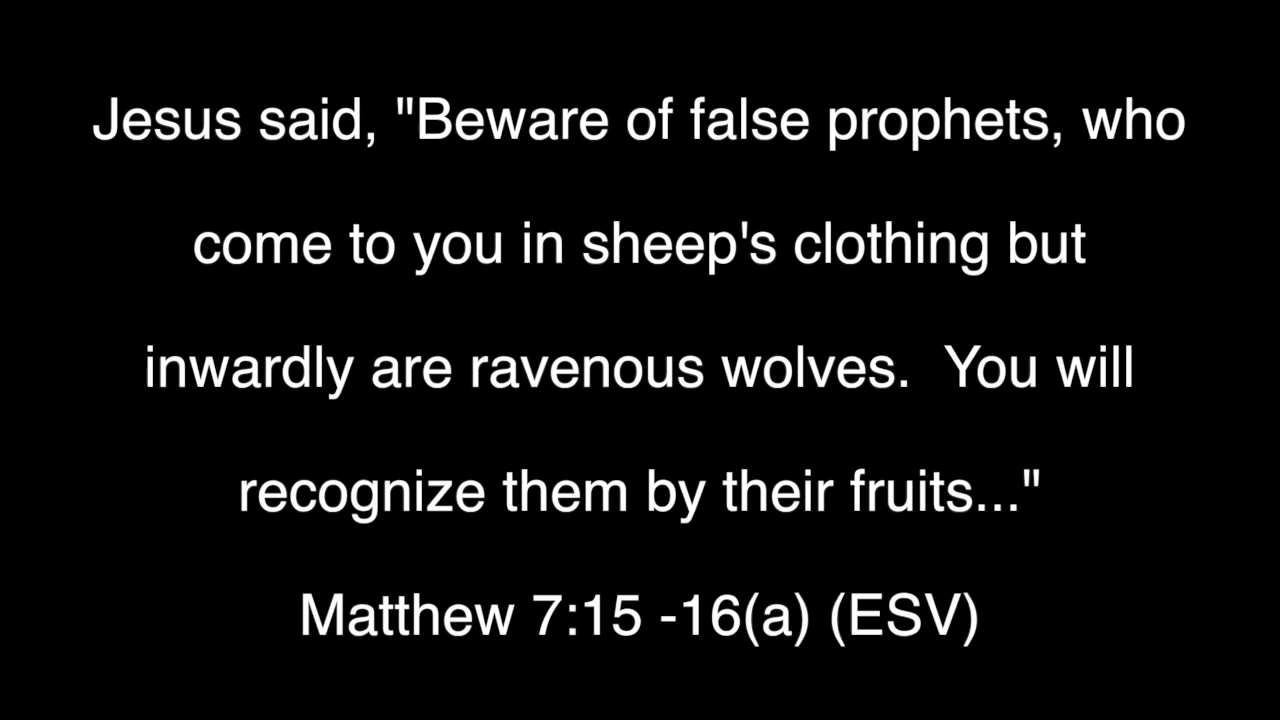 Jesus said, "Beware of false prophets, who
come to you in sheep's clothing but
inwardly are ravenous wolves.  You will
recognize them by their fruits..."
Matthew 7:15 -16(a) (ESV)